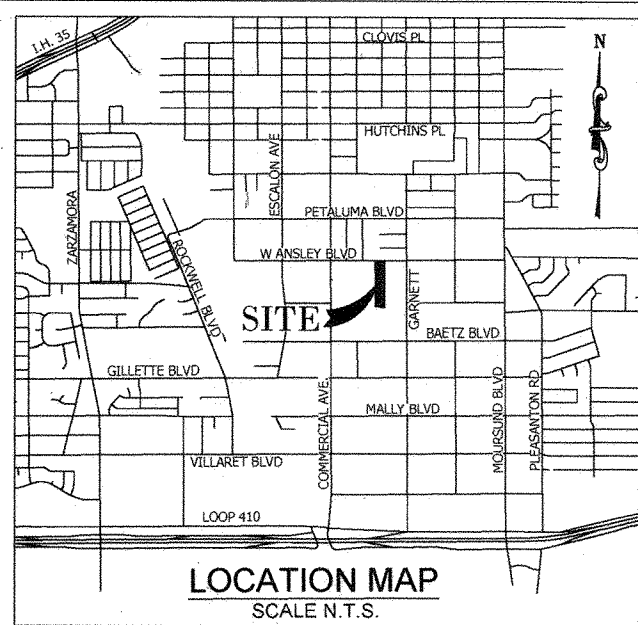 I.H. 35
CLOVIS PL
N
HUTCHINS PL
ESCALON AVE
ZARZAMORA
PETALUMA BLVD
ROCKWELL BLVD
W ANSLEY BLVD
SITE
GARNETT
BAETZ BLVD
GILLETTE BLVD
COMMERCIAL AVE.
MALLY BLVD
MOURSUND BLVD
PLEASANTON RD
VILLARET BLVD
LOOP 410
LOCATION MAP
SCALE N.T.S.